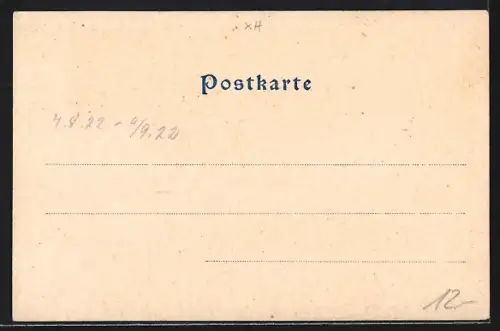 xH
Postkarte
4.8.22 - 4/9.22
12-